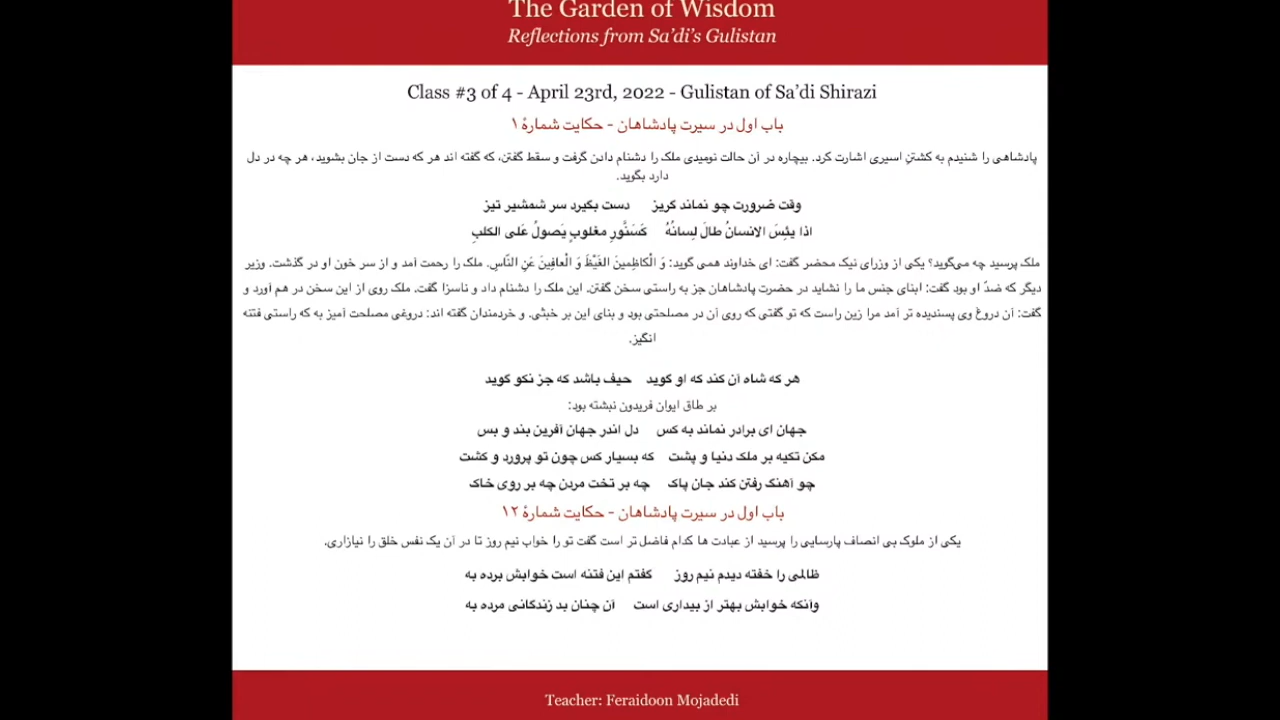 The Garden of Wisdom
Reflections from Sa’di’s Gulistan
Class #3 of 4 - April 23rd, 2022 - Gulistan of Sa’di Shirazi
باب اول در سیرت پادشاهان - حکایت شمارهٔ ۱
پادشاهی را شنیدم به کشتنِ اسیری اشارت کرد. بیچاره در آن حالت نومیدی ملک را دشنام دادن گرفت و سقط گفتن، که گفته اند هر که دست از جان بشوید، هر چه در دل
دارد بگوید.
وقت ضرورت چو نماند گریز دست بگیرد سر شمشیر تیز
اذا یئِسَ الانسانُ طالَ لِسانُهُ کَسَنَّورِ مغلوبٍ یَصولُ عَلی الکلبِ
ملک پرسید چه می‌گوید؟ یکی از وزرای نیک محضر گفت: ای خداوند همی گوید: وَ الْکاظِمینَ الغَیْظَ وَ الْعافِینَ عَنِ النّاسِ. ملک را رحمت آمد و از سر خون او در گذشت. وزیر
دیگر که ضدّ او بود گفت: ابنای جنس ما را نشاید در حضرت پادشاهان جز به راستی سخن گفتن. این ملک را دشنام داد و ناسزا گفت. ملک روی از این سخن در هم آورد و
گفت: آن دروغ وی پسندیده تر آمد مرا زین راست که تو گفتی که روی آن در مصلحتی بود و بنای این بر خبثی. و خردمندان گفته اند: دروغی مصلحت آمیز به که راستی فتنه
انگیز.
هر که شاه آن کند که او گوید حیف باشد که جز نکو گوید
بر طاق ایوان فریدون نبشته بود:
جهان ای برادر نماند به کس دل اندر جهان آفرین بند و بس
مکن تکیه بر ملک دنیا و پشت که بسیار کس چون تو پرورد و کشت
چو آهنگ رفتن کند جان پاک چه بر تخت مردن چه بر روی خاک
باب اول در سیرت پادشاهان - حکایت شمارهٔ ۱۲
یکی از ملوک بی انصاف پارسایی را پرسید از عبادت ها کدام فاضل تر است گفت تو را خواب نیم روز تا در آن یک نفس خلق را نیازاری.
ظالمی را خفته دیدم نیم روز گفتم این فتنه است خوابش برده به
وآنکه خوابش بهتر از بیداری است آن چنان بد زندگانی مرده به
Teacher: Feraidoon Mojadedi